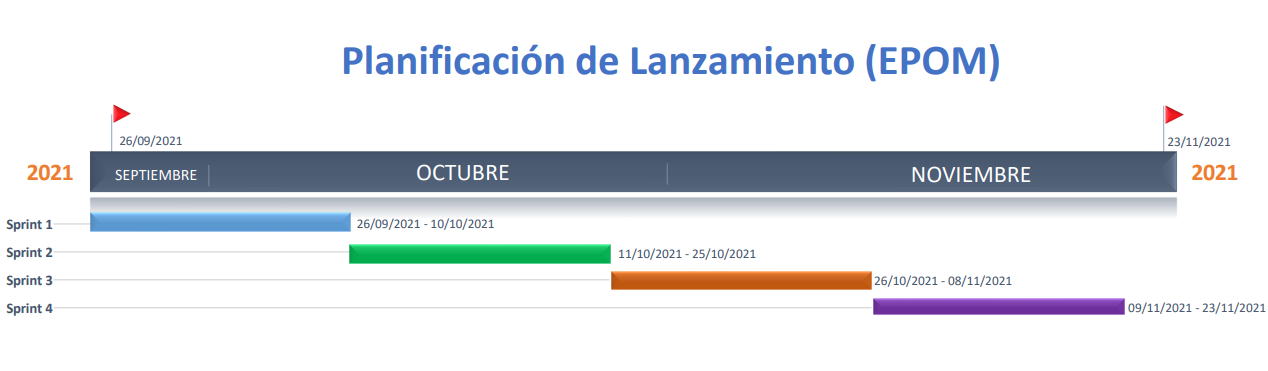 Planificación de Lanzamiento (EPOM)
26/09/2021
23/11/2021
2021 SEPTIEMBRE OCTUBRE NOVIEMBRE 2021
Sprint 1 26/09/2021 - 10/10/2021
Sprint 2 11/10/2021 - 25/10/2021
Sprint 3 26/10/2021 - 08/11/2021
Sprint 4 09/11/2021 - 23/11/2021